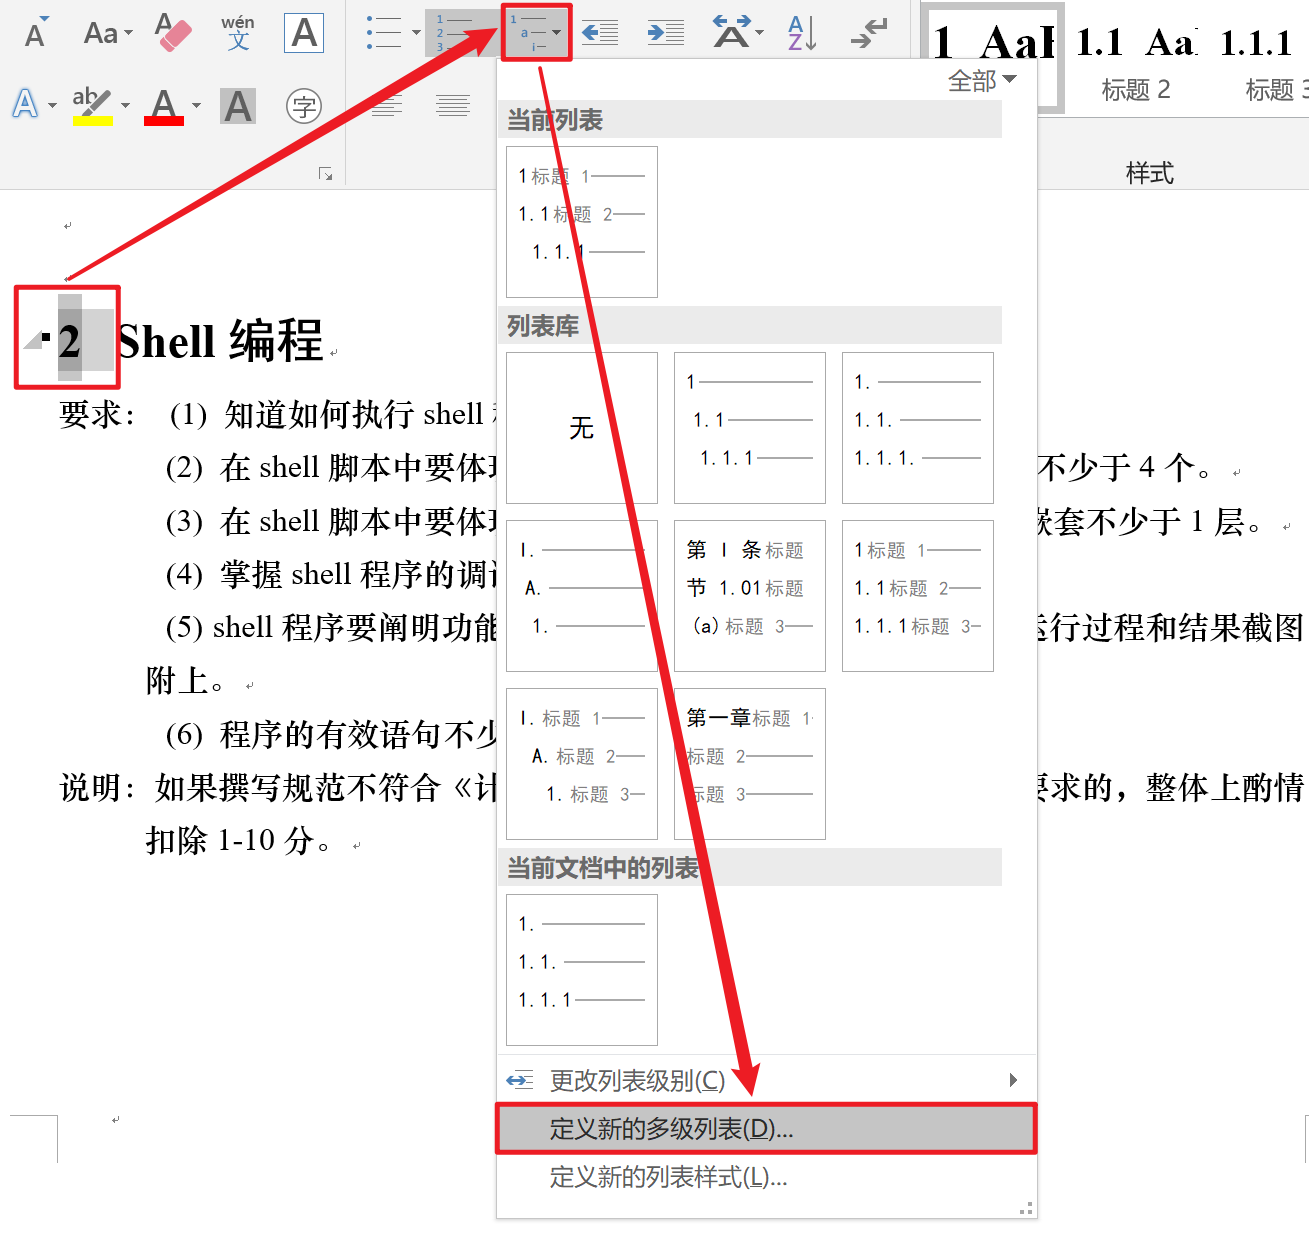 A Aa A wén 文 A
1 AaB 1.1 Aa 1.1.1
A ab A A 字
标题 2 标题 3
样式
全部
当前列表
1标题 1
1.1标题 2
1.1.1
列表库
无
1
1.1
1.1.1
1.
1.1.
1.1.1.
I.
A.
1.
第 I 条标题
节 1.01标题
(a)标题 3
1标题 1
1.1标题 2
1.1.1标题 3
I. 标题 1
A. 标题 2
1. 标题 3
第一章标题 1
标题 2
标题 3
当前文档中的列表
1.
1.1.
1.1.1
更改列表级别(C)
定义新的多级列表(D)...
定义新的列表样式(L)...
2 Shell 编程
要求： (1) 知道如何执行 shell
(2) 在 shell 脚本中要体 不少于 4 个。
(3) 在 shell 脚本中要体 嵌套不少于 1 层。
(4) 掌握 shell 程序的调
(5) shell 程序要阐明功能 运行过程和结果截图
附上。
(6) 程序的有效语句不少
说明：如果撰写规范不符合《计 要求的，整体上酌情
扣除 1-10 分。